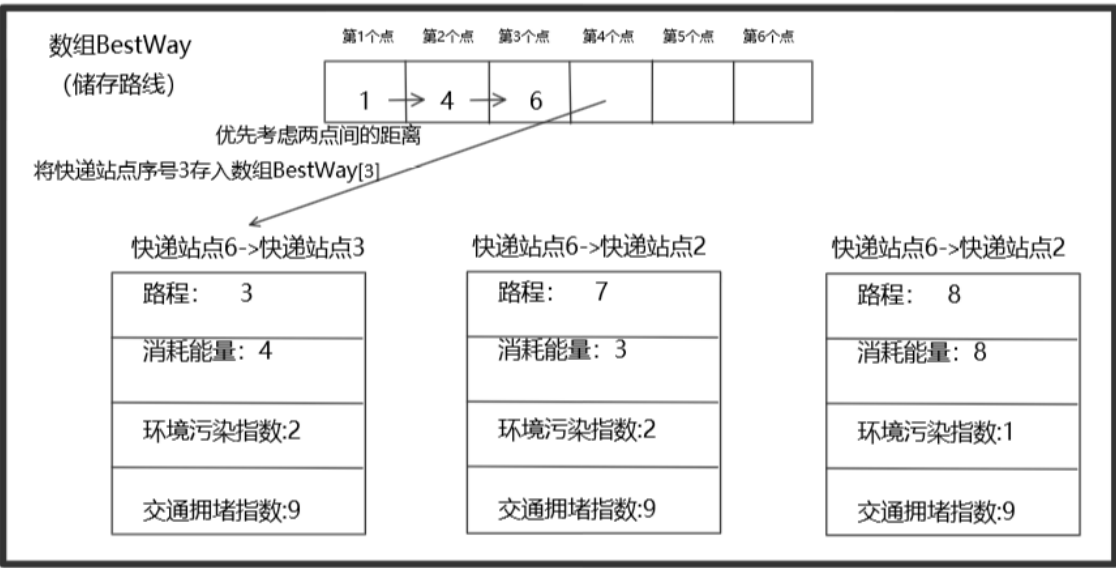 数组BestWay
（储存路线）
第1个点 第2个点 第3个点 第4个点 第5个点 第6个点
1 4 6
优先考虑两点间的距离
将快递站点序号3存入数组BestWay[3]
快递站点6->快递站点3
路程： 3
消耗能量：4
环境污染指数:2
交通拥堵指数:9
快递站点6->快递站点2
路程： 7
消耗能量：3
环境污染指数:2
交通拥堵指数:9
快递站点6->快递站点2
路程： 8
消耗能量：8
环境污染指数:1
交通拥堵指数:9